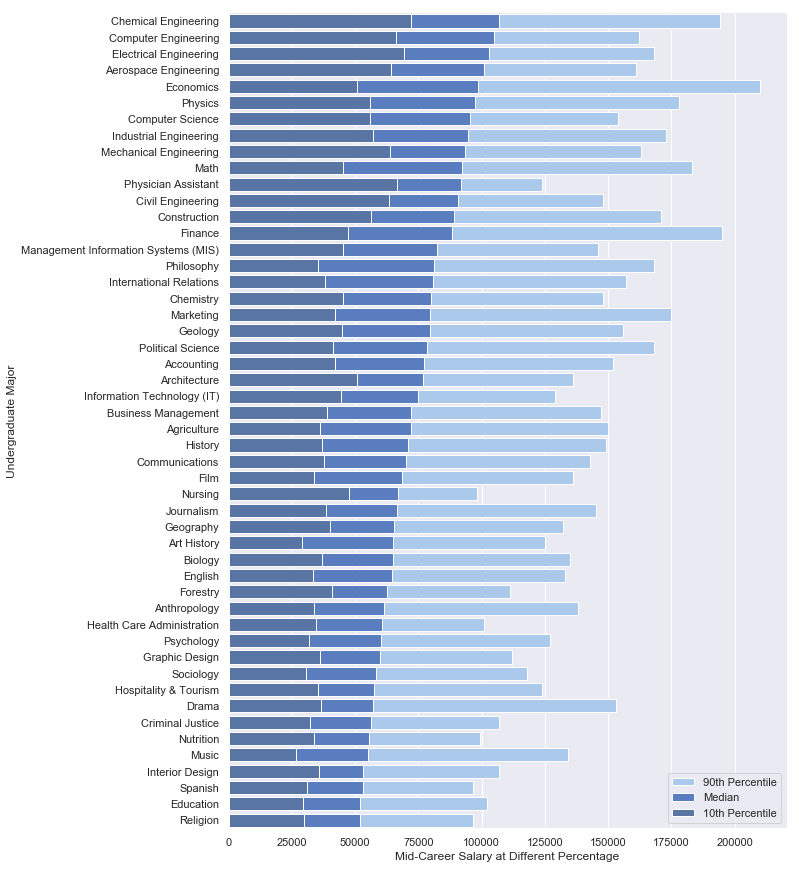 Chemical Engineering
Computer Engineering
Electrical Engineering
Aerospace Engineering
Economics
Physics
Computer Science
Industrial Engineering
Mechanical Engineering
Math
Physician Assistant
Civil Engineering
Construction
Finance
Management Information Systems (MIS)
Philosophy
International Relations
Chemistry
Marketing
Geology
Political Science
Accounting
Architecture
Information Technology (IT)
Business Management
Agriculture
History
Communications
Film
Nursing
Journalism
Geography
Art History
Biology
English
Forestry
Anthropology
Health Care Administration
Psychology
Graphic Design
Sociology
Hospitality & Tourism
Drama
Criminal Justice
Nutrition
Music
Interior Design
Spanish
Education
Religion
Undergraduate Major
90th Percentile
Median
10th Percentile
0 25000 50000 75000 100000 125000 150000 175000 200000
Mid-Career Salary at Different Percentage